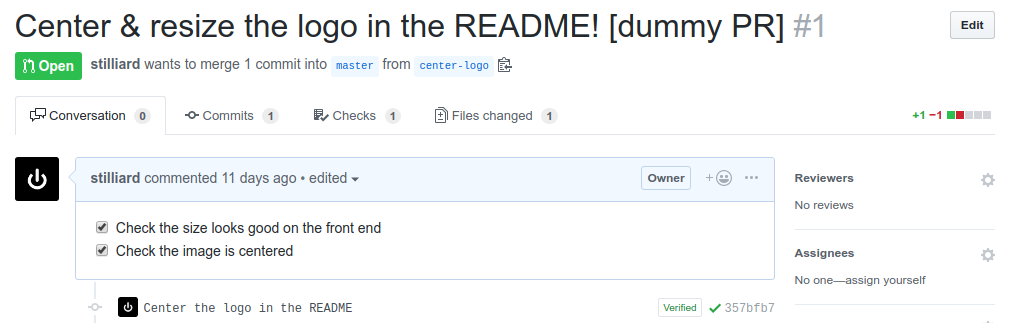 Center & resize the logo in the README! [dummy PR] #1
Edit
Open stilliard wants to merge 1 commit into master from center-logo
Conversation 0 Commits 1 Checks 1 Files changed 1
+1 −1
stilliard commented 11 days ago • edited
Owner
Check the size looks good on the front end
Check the image is centered
Center the logo in the README
Verified 357bfb7
Reviewers
No reviews
Assignees
No one—assign yourself